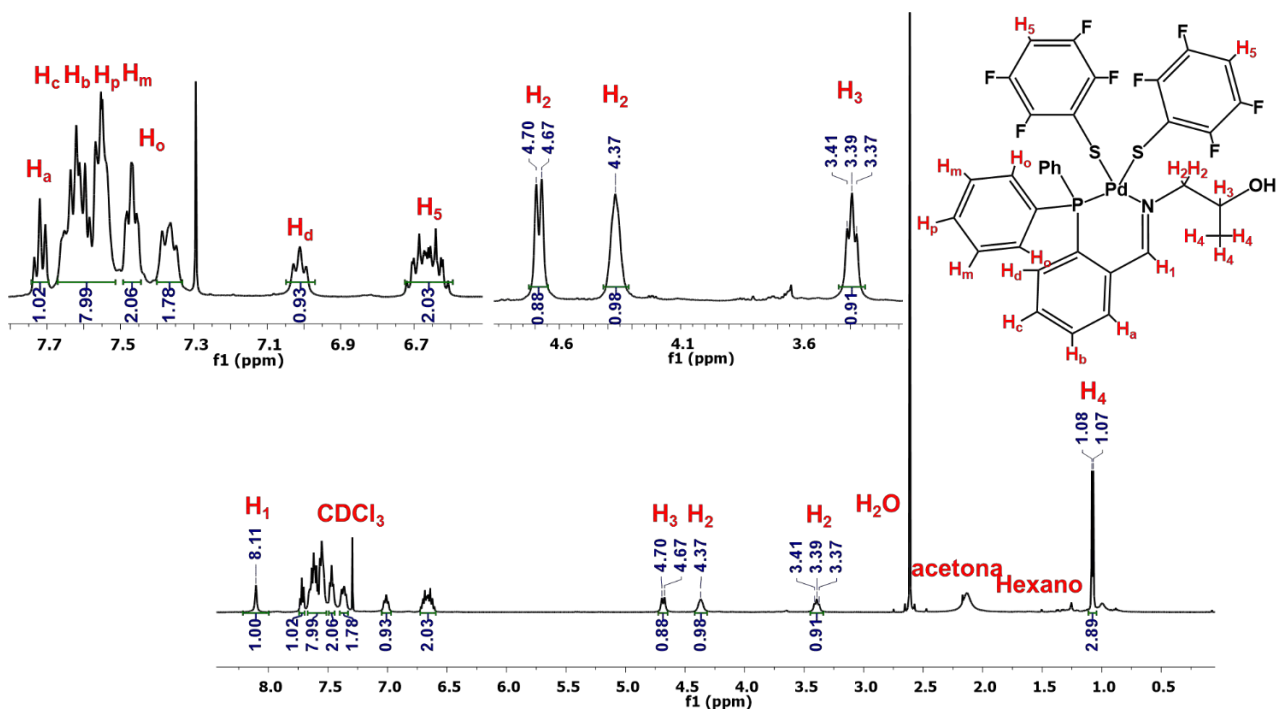 Hc Hb Hp Hm
Ho
Ha
Hd
H5
7.7 7.5 7.3 7.1 6.9 6.7
f1 (ppm)
1.02
7.99
2.06
1.78
0.93
2.03
H2
H2
H3
4.70
4.67
4.37
3.41
3.39
3.37
0.88
0.98
0.91
4.6 4.1 3.6
f1 (ppm)
H5 F
F
F
F
F
H5
F
F
F
S
S
Ho
Hm
Ph
Pd
H2H2
H3
OH
P
N
Hp
H4
H4
H4
Hm
Ho
H1
Hd
Hc
Hb
Ha
H1
8.11
CDCl3
H3
H2
4.70
4.67
4.37
H2
3.41
3.39
3.37
H2O
acetona
Hexano
H4
1.08
1.07
1.00
1.02
7.99
2.06
1.78
0.93
2.03
0.88
0.98
0.91
2.89
8.0 7.5 7.0 6.5 6.0 5.5 5.0 4.5 4.0 3.5 3.0 2.5 2.0 1.5 1.0 0.5
f1 (ppm)